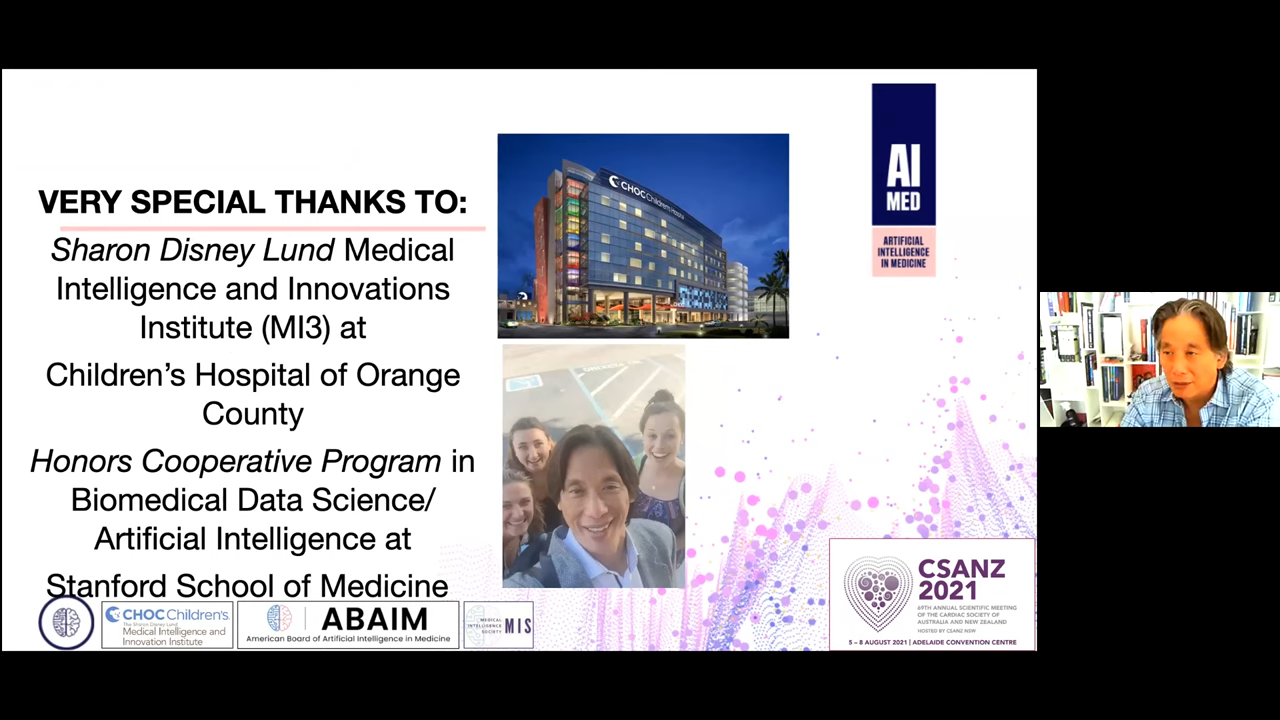 VERY SPECIAL THANKS TO:
Sharon Disney Lund Medical
Intelligence and Innovations
Institute (MI3) at
Children's Hospital of Orange
County
Honors Cooperative Program in
Biomedical Data Science/
Artificial Intelligence at
Stanford School of Medicine
CHOC Children's Hospital
AI
MED
ARTIFICIAL
INTELLIGENCE
IN MEDICINE
CHOC Children's
The Sharon Disney Lund
Medical Intelligence and
Innovation Institute
ABAIM
American Board of Artificial Intelligence in Medicine
MEDICAL
INTELLIGENCE
SOCIETY
MIS
CSANZ
2021
69TH ANNUAL SCIENTIFIC MEETING
OF THE CARDIAC SOCIETY OF
AUSTRALIA AND NEW ZEALAND
HOSTED BY CSANZ NSW
5 – 8 AUGUST 2021 | ADELAIDE CONVENTION CENTRE